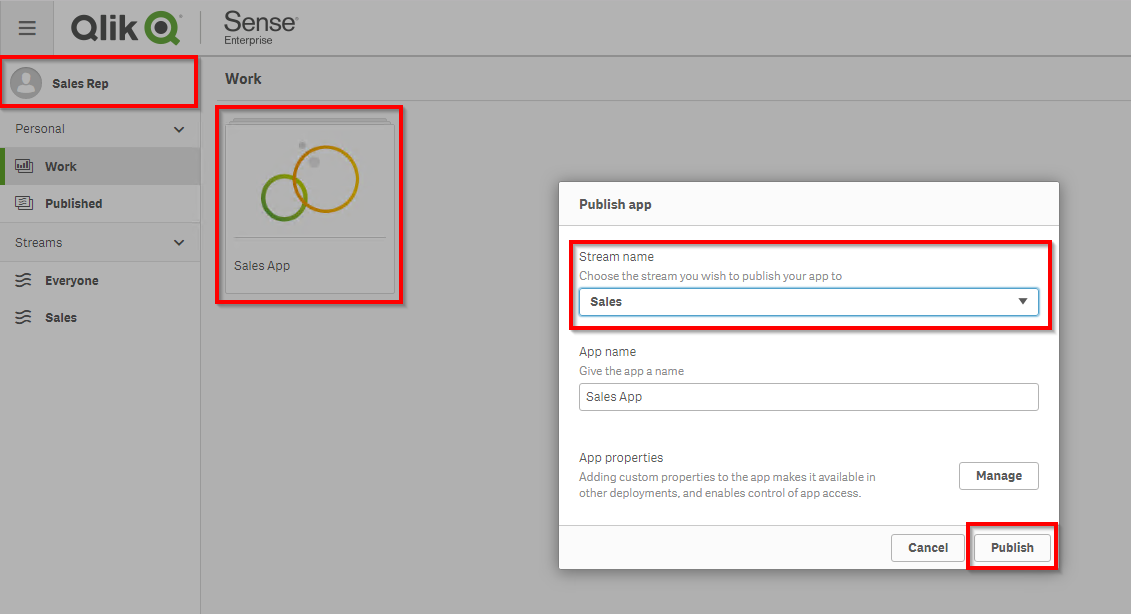 Qlik
Sense
Enterprise
Sales Rep
Personal
Work
Published
Streams
Everyone
Sales
Work
Sales App
Publish app
Stream name
Choose the stream you wish to publish your app to
Sales
App name
Give the app a name
Sales App
App properties
Adding custom properties to the app makes it available in
other deployments, and enables control of app access.
Manage
Cancel
Publish